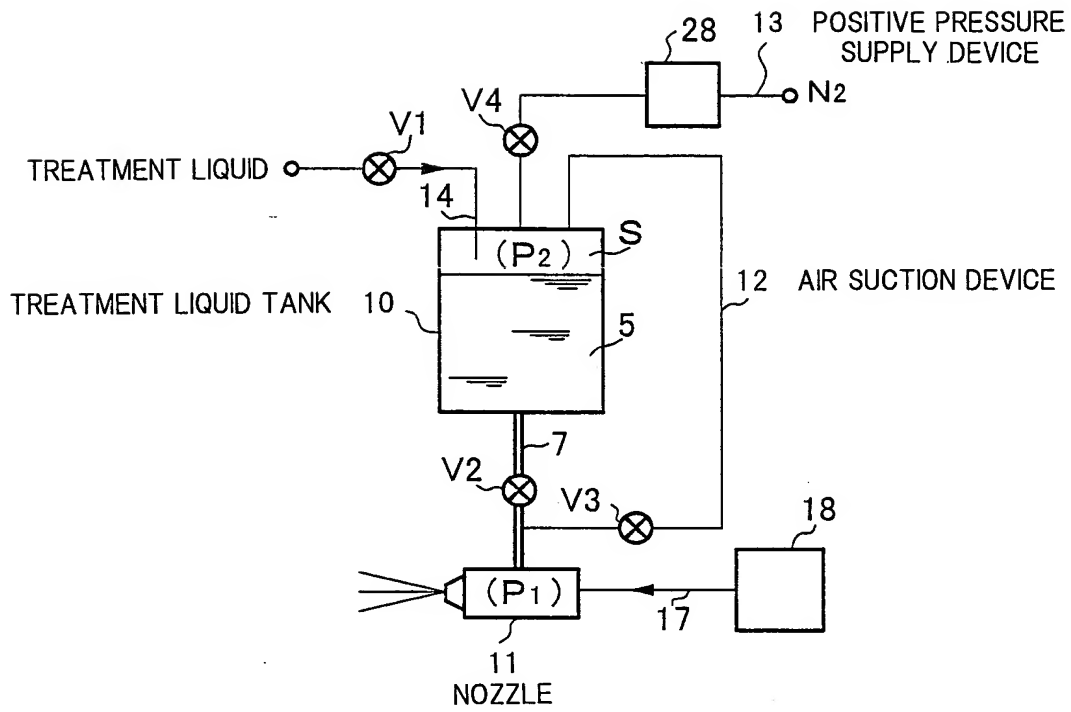 13 POSITIVE PRESSURE
SUPPLY DEVICE
28
N2
V4
V1
TREATMENT LIQUID
14
(P2)
S
12 AIR SUCTION DEVICE
TREATMENT LIQUID TANK 10
5
7
V2
V3
18
(P1)
17
11
NOZZLE